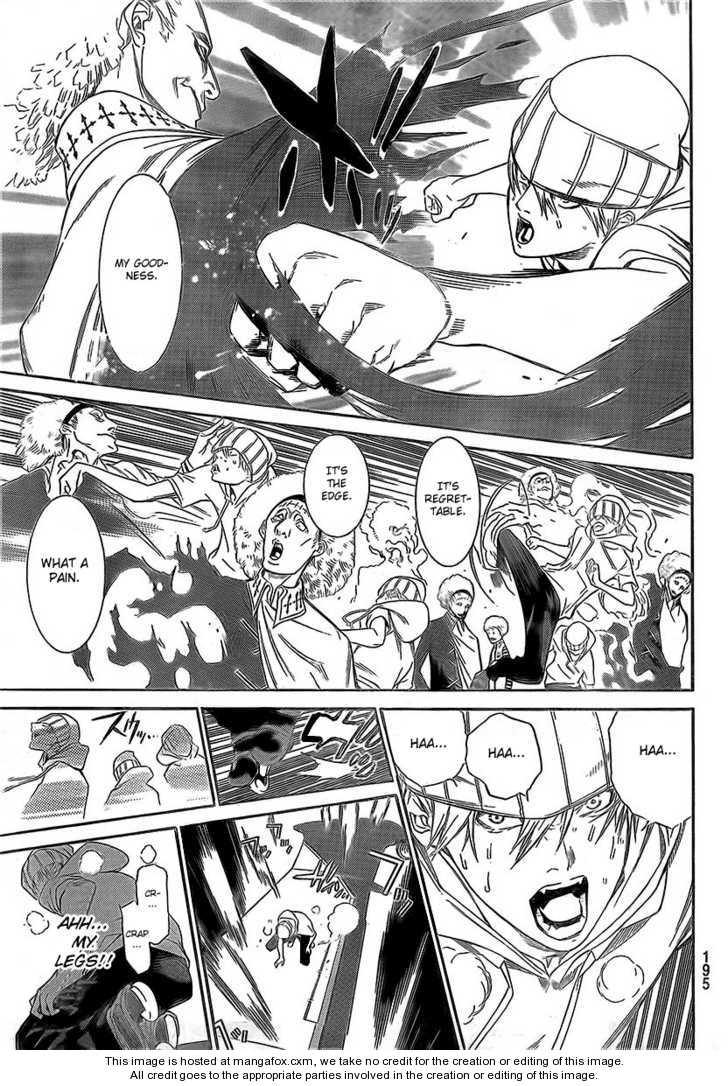 MY GOOD-
NESS.
IT'S
REGRET-
TABLE.
IT'S
THE
EDGE.
WHAT A
PAIN.
HAA...
HAA...
HAA...
CR-
...
CRAP
...
AHH...
MY
LEGS!!
195
This image is hosted at mangafox.cxm, we take no credit for the creation or editing of this image.
All credit goes to the appropriate parties involved in the creation or editing of this image.